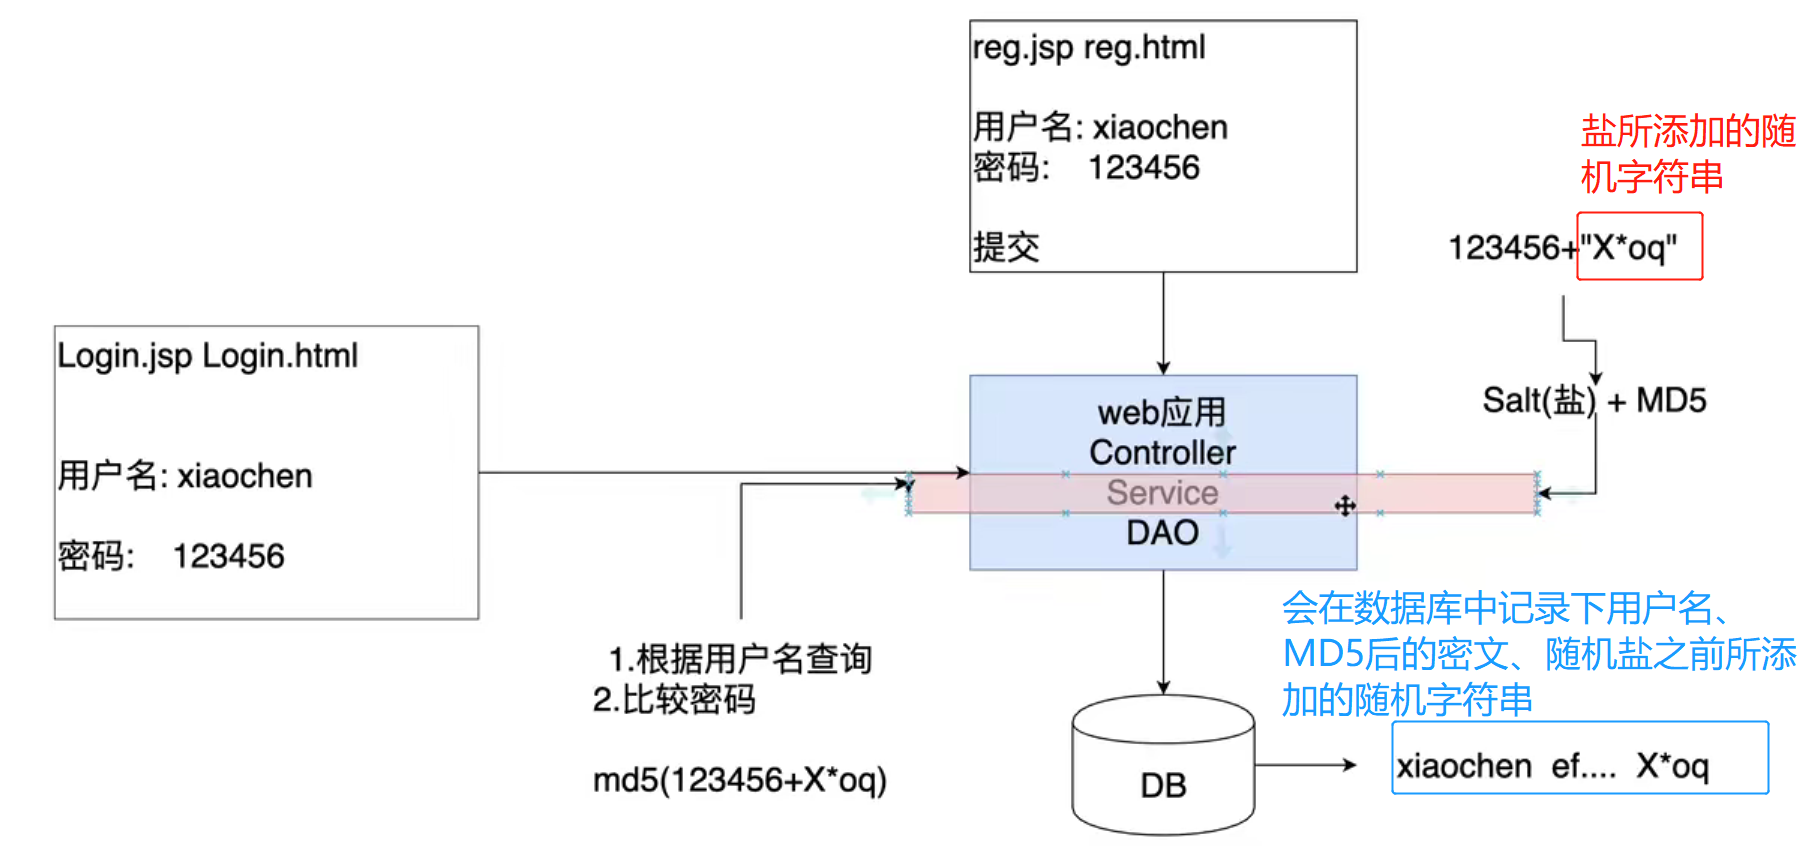 reg.jsp reg.html
用户名: xiaochen
密码: 123456
提交
盐所添加的随
机字符串
123456+"X*oq"
Salt(盐) + MD5
Login.jsp Login.html
用户名: xiaochen
密码: 123456
web应用
Controller
Service
DAO
1.根据用户名查询
2.比较密码
md5(123456+X*oq)
会在数据库中记录下用户名、
MD5后的密文、随机盐之前所添
加的随机字符串
DB
xiaochen ef.... X*oq